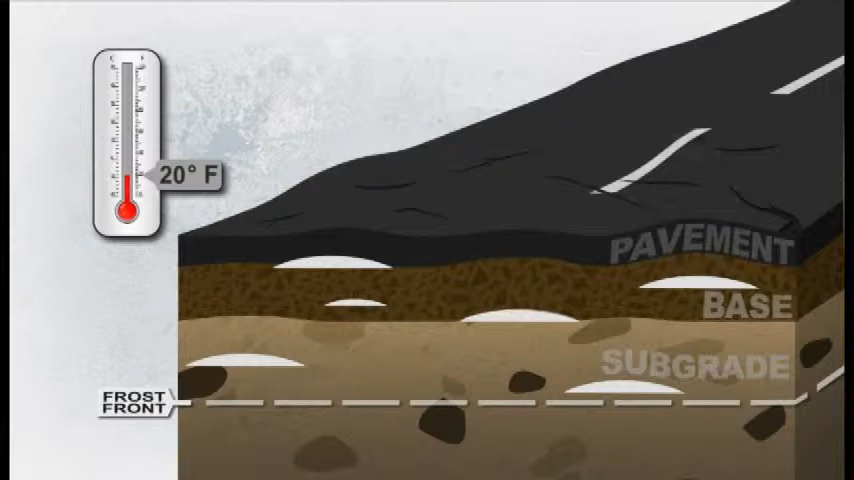 20° F
PAVEMENT
BASE
SUBGRADE
FROST
FRONT